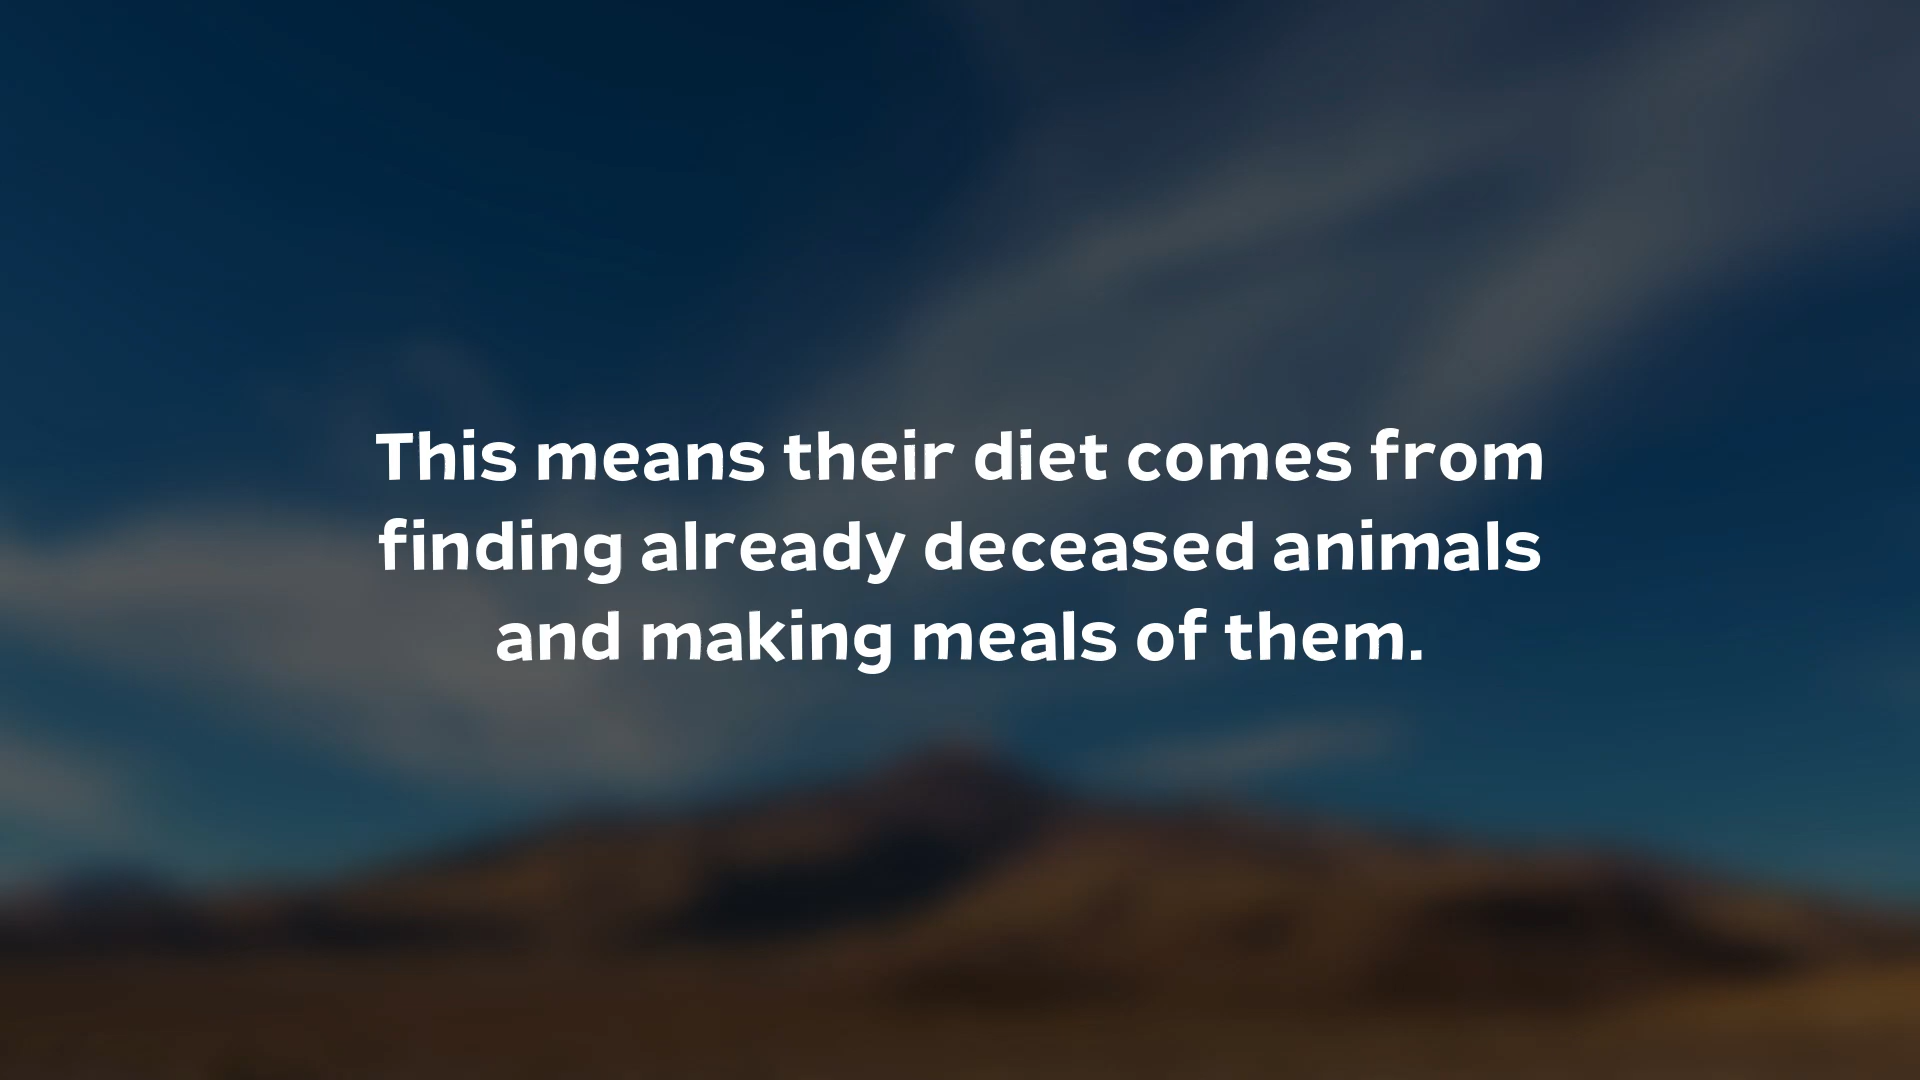 This means their diet comes from
finding already deceased animals
and making meals of them.